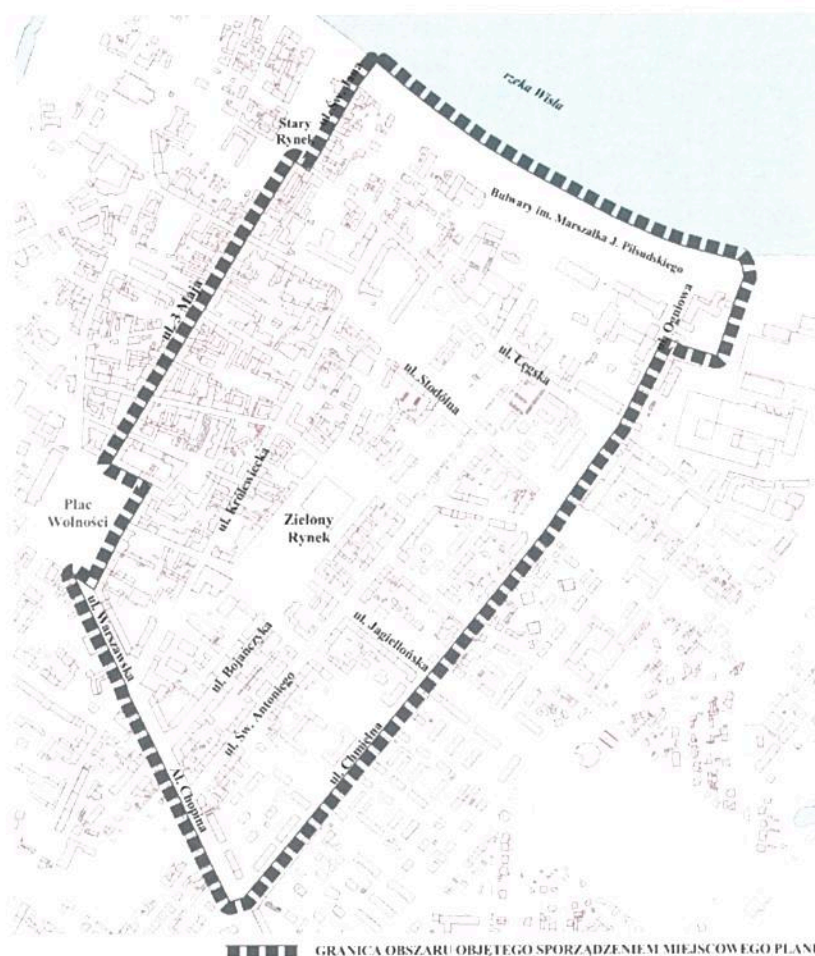 rzeka Wisła
Stary
Rynek
Bulwary im. Marszałka J. Piłsudskiego
ul. 3 Maja
ul. Ogniowa
ul. Łęgska
ul. Stodólna
ul. Królewiecka
Plac
Wolności
Zielony
Rynek
ul. Warszawska
ul. Bojańczyka
ul. Jagiellońska
ul. Św. Antoniego
ul. Chmielna
Al. Chopina
GRANICA OBSZARU OBJĘTEGO SPORZĄDZENIEM MIEJSCOWEGO PLANU